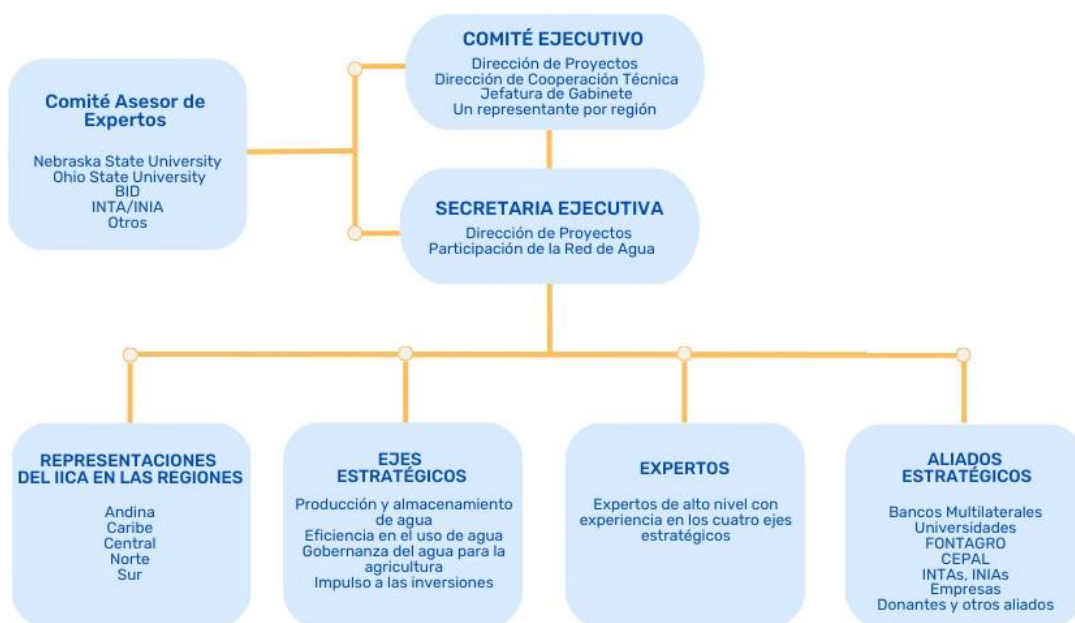 COMITÉ EJECUTIVO
Dirección de Proyectos
Dirección de Cooperación Técnica
Jefatura de Gabinete
Un representante por región
Comité Asesor de
Expertos
Nebraska State University
Ohio State University
BID
INTA/INIA
Otros
SECRETARIA EJECUTIVA
Dirección de Proyectos
Participación de la Red de Agua
REPRESENTACIONES
DEL IICA EN LAS REGIONES
Andina
Caribe
Central
Norte
Sur
EJES
ESTRATÉGICOS
Producción y almacenamiento
de agua
Eficiencia en el uso de agua
Gobernanza del agua para la
agricultura
Impulso a las inversiones
EXPERTOS
Expertos de alto nivel con
experiencia en los cuatro ejes
estratégicos
ALIADOS
ESTRATÉGICOS
Bancos Multilaterales
Universidades
FONTAGRO
CEPAL
INTAs, INIAs
Empresas
Donantes y otros aliados